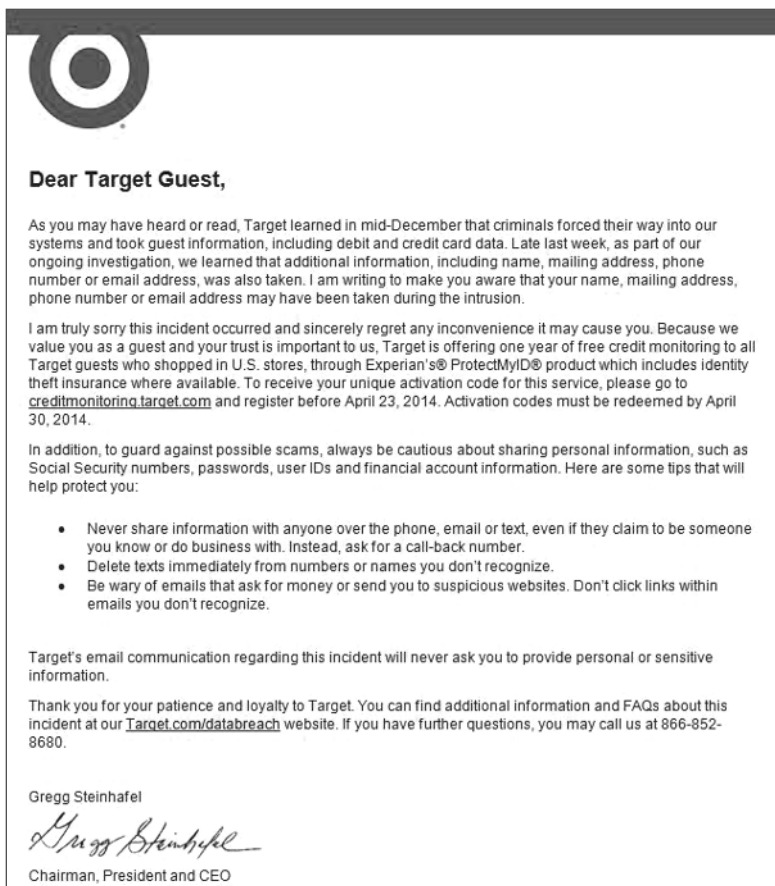 Dear Target Guest,
As you may have heard or read, Target learned in mid-December that criminals forced their way into our
systems and took guest information, including debit and credit card data. Late last week, as part of our
ongoing investigation, we learned that additional information, including name, mailing address, phone
number or email address, was also taken. I am writing to make you aware that your name, mailing address,
phone number or email address may have been taken during the intrusion.
I am truly sorry this incident occurred and sincerely regret any inconvenience it may cause you. Because we
value you as a guest and your trust is important to us, Target is offering one year of free credit monitoring to all
Target guests who shopped in U.S. stores, through Experian's® ProtectMyID® product which includes identity
theft insurance where available. To receive your unique activation code for this service, please go to
creditmonitoring.target.com and register before April 23, 2014. Activation codes must be redeemed by April
30, 2014.
In addition, to guard against possible scams, always be cautious about sharing personal information, such as
Social Security numbers, passwords, user IDs and financial account information. Here are some tips that will
help protect you:
• Never share information with anyone over the phone, email or text, even if they claim to be someone
you know or do business with. Instead, ask for a call-back number.
• Delete texts immediately from numbers or names you don't recognize.
• Be wary of emails that ask for money or send you to suspicious websites. Don't click links within
emails you don't recognize.
Target's email communication regarding this incident will never ask you to provide personal or sensitive
information.
Thank you for your patience and loyalty to Target. You can find additional information and FAQs about this
incident at our Target.com/databreach website. If you have further questions, you may call us at 866-852-
8680.
Gregg Steinhafel
Gregg Steinhafel
Chairman, President and CEO